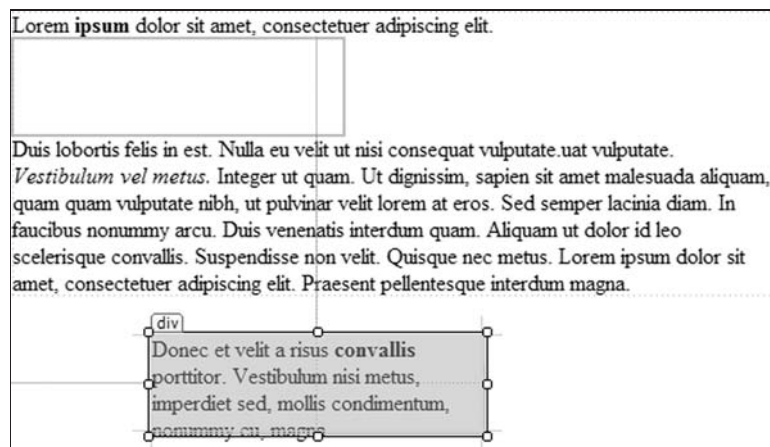 Lorem ipsum dolor sit amet, consectetuer adipiscing elit.
Duis lobortis felis in est. Nulla eu velit ut nisi consequat vulputate.uat vulputate.
Vestibulum vel metus. Integer ut quam. Ut dignissim, sapien sit amet malesuada aliquam,
quam quam vulputate nibh, ut pulvinar velit lorem at eros. Sed semper lacinia diam. In
faucibus nonummy arcu. Duis venenatis interdum quam. Aliquam ut dolor id leo
scelerisque convallis. Suspendisse non velit. Quisque nec metus. Lorem ipsum dolor sit
amet, consectetuer adipiscing elit. Praesent pellentesque interdum magna.
div
Donec et velit a risus convallis
porttitor. Vestibulum nisi metus,
imperdiet sed, mollis condimentum,
nonummy eu, magna